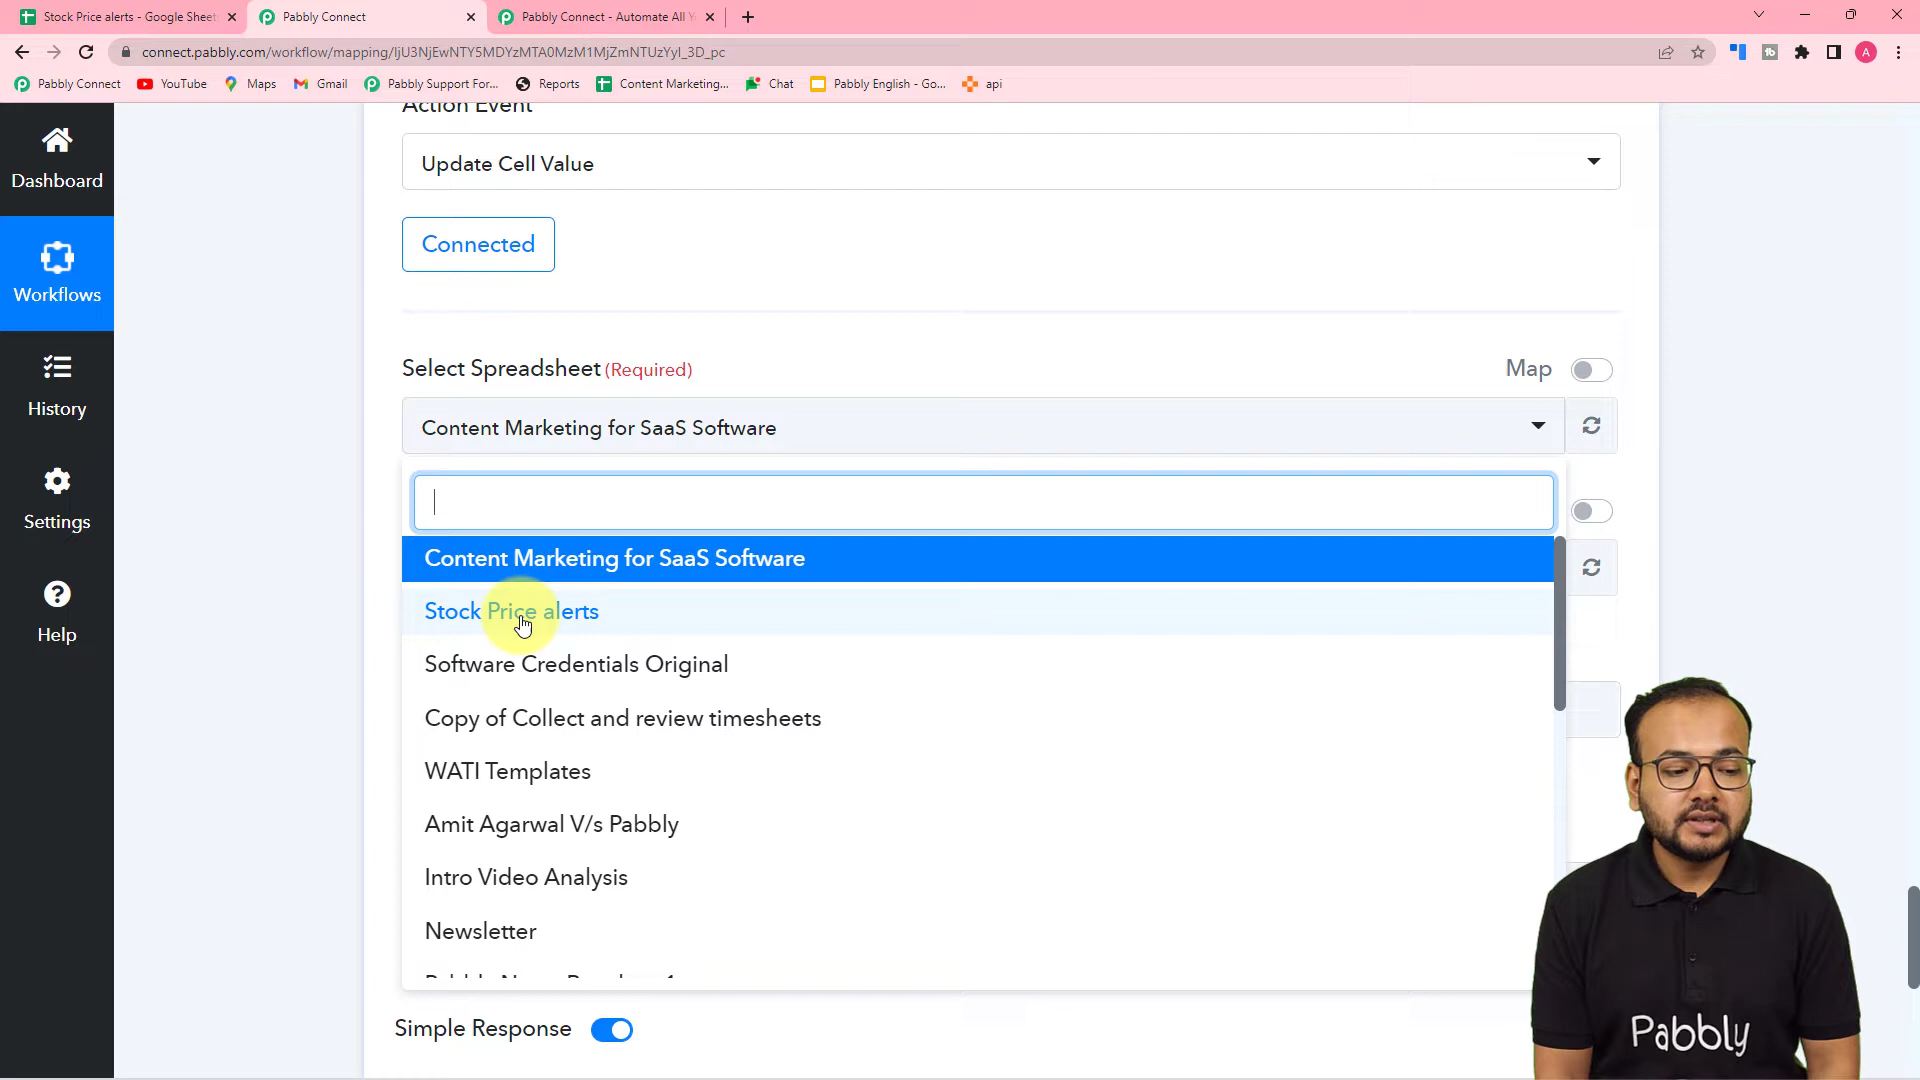 Stock Price alerts - Google Sheet
Pabbly Connect
Pabbly Connect - Automate All Y
connect.pabbly.com/workflow/mapping/IjU3NjEwNTY5MDYzMTA0MzM1MjZmNTUzYyI_3D_pc
Pabbly Connect
YouTube
Maps
Gmail
Pabbly Support For...
Reports
Content Marketing...
Chat
Pabbly English - Go...
api
Dashboard
Workflows
History
Settings
Help
Action Event
Update Cell Value
Connected
Select Spreadsheet (Required)
Map
Content Marketing for SaaS Software
Content Marketing for SaaS Software
Stock Price alerts
Software Credentials Original
Copy of Collect and review timesheets
WATI Templates
Amit Agarwal V/s Pabbly
Intro Video Analysis
Newsletter
Simple Response
A
Pabbly